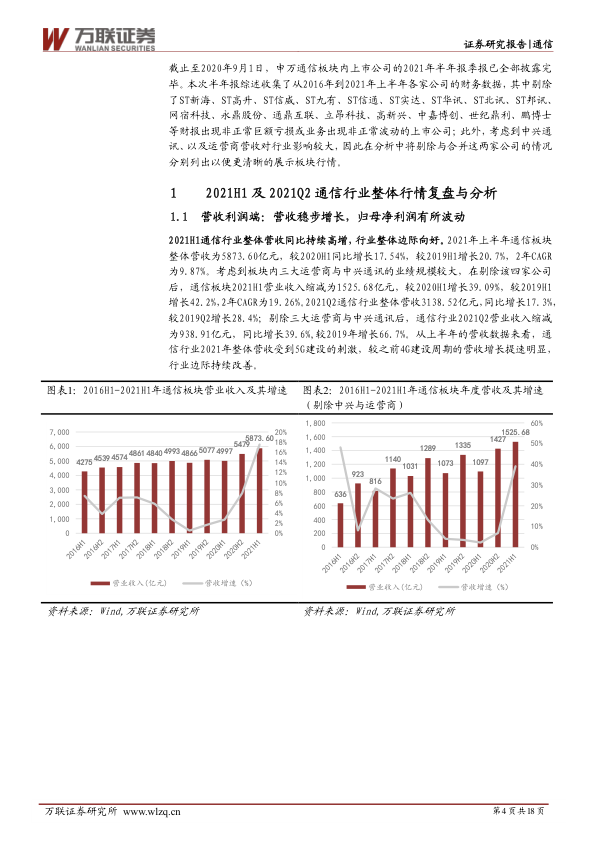 万联证券
WANLIAN SECURITIES
证券研究报告|通信
截止至2020年9月1日，申万通信板块内上市公司的2021年半年报季报已全部披露完
毕。本次半年报综述收集了从2016年到2021年上半年各家公司的财务数据，其中剔除
了ST新海、ST高升、ST信威、ST九有、ST信通、ST实达、ST华讯、ST北讯、ST邦讯、
网宿科技、永鼎股份、通鼎互联、立昂科技、高新兴、中嘉博创、世纪鼎利、鹏博士
等财报出现非正常巨额亏损或业务出现非正常波动的上市公司；此外，考虑到中兴通
讯、以及运营商营收对行业影响较大，因此在分析中将剔除与合并这两家公司的情况
分别列出以便更清晰的展示板块行情。
1 2021H1及2021Q2通信行业整体行情复盘与分析
1.1 营收利润端：营收稳步增长，归母净利润有所波动
2021H1通信行业整体营收同比持续高增，行业整体边际向好。2021年上半年通信板块
整体营收为5873.60亿元，较2020H1同比增长17.54%，较2019H1增长20.7%，2年CAGR
为9.87%。考虑到板块内三大运营商与中兴通讯的业绩规模较大，在剔除该四家公司
后，通信板块2021H1营业收入缩减为1525.68亿元，较2020H1增长39.09%，较2019H1
增长42.2%,2年CAGR为19.26%,2021Q2通信行业整体营收3138.52亿元,同比增长17.3%,
较2019Q2增长28.4%；剔除三大运营商与中兴通讯后，通信行业2021Q2营业收入缩减
为938.91亿元，同比增长39.6%,较2019年增长66.7%。从上半年的营收数据来看，通
信行业2021年整体营收受到5G建设的刺激，较之前4G建设周期的营收增长提速明显，
行业边际持续改善。
图表1：2016H1-2021H1年通信板块营业收入及其增速
7,000
6,000
5,000
4,000
3,000
2,000
1,000
0
4275 4539 4574 4861 4840 4993 4866 5077 4997 5479 5873.60
20%
18%
16%
14%
12%
10%
8%
6%
4%
2%
0%
2016H1 2016H2 2017H1 2017H2 2018H1 2018H2 2019H1 2019H2 2020H1 2020H2 2021H1
营业收入(亿元) 营收增速（%）
资料来源：Wind,万联证券研究所
图表2：2016H1-2021H1年通信板块年度营收及其增速
（剔除中兴与运营商）
1,800
1,600
1,400
1,200
1,000
800
600
400
200
0
636 923 816 1140 1031 1289 1073 1335 1097 1427 1525.68
60%
50%
40%
30%
20%
10%
0%
2016H1 2016H2 2017H1 2017H2 2018H1 2018H2 2019H1 2019H2 2020H1 2020H2 2021H1
营业收入(亿元) 营收增速（%）
资料来源：Wind,万联证券研究所
万联证券研究所 www.wlzq.cn
第 4 页 共 18 页